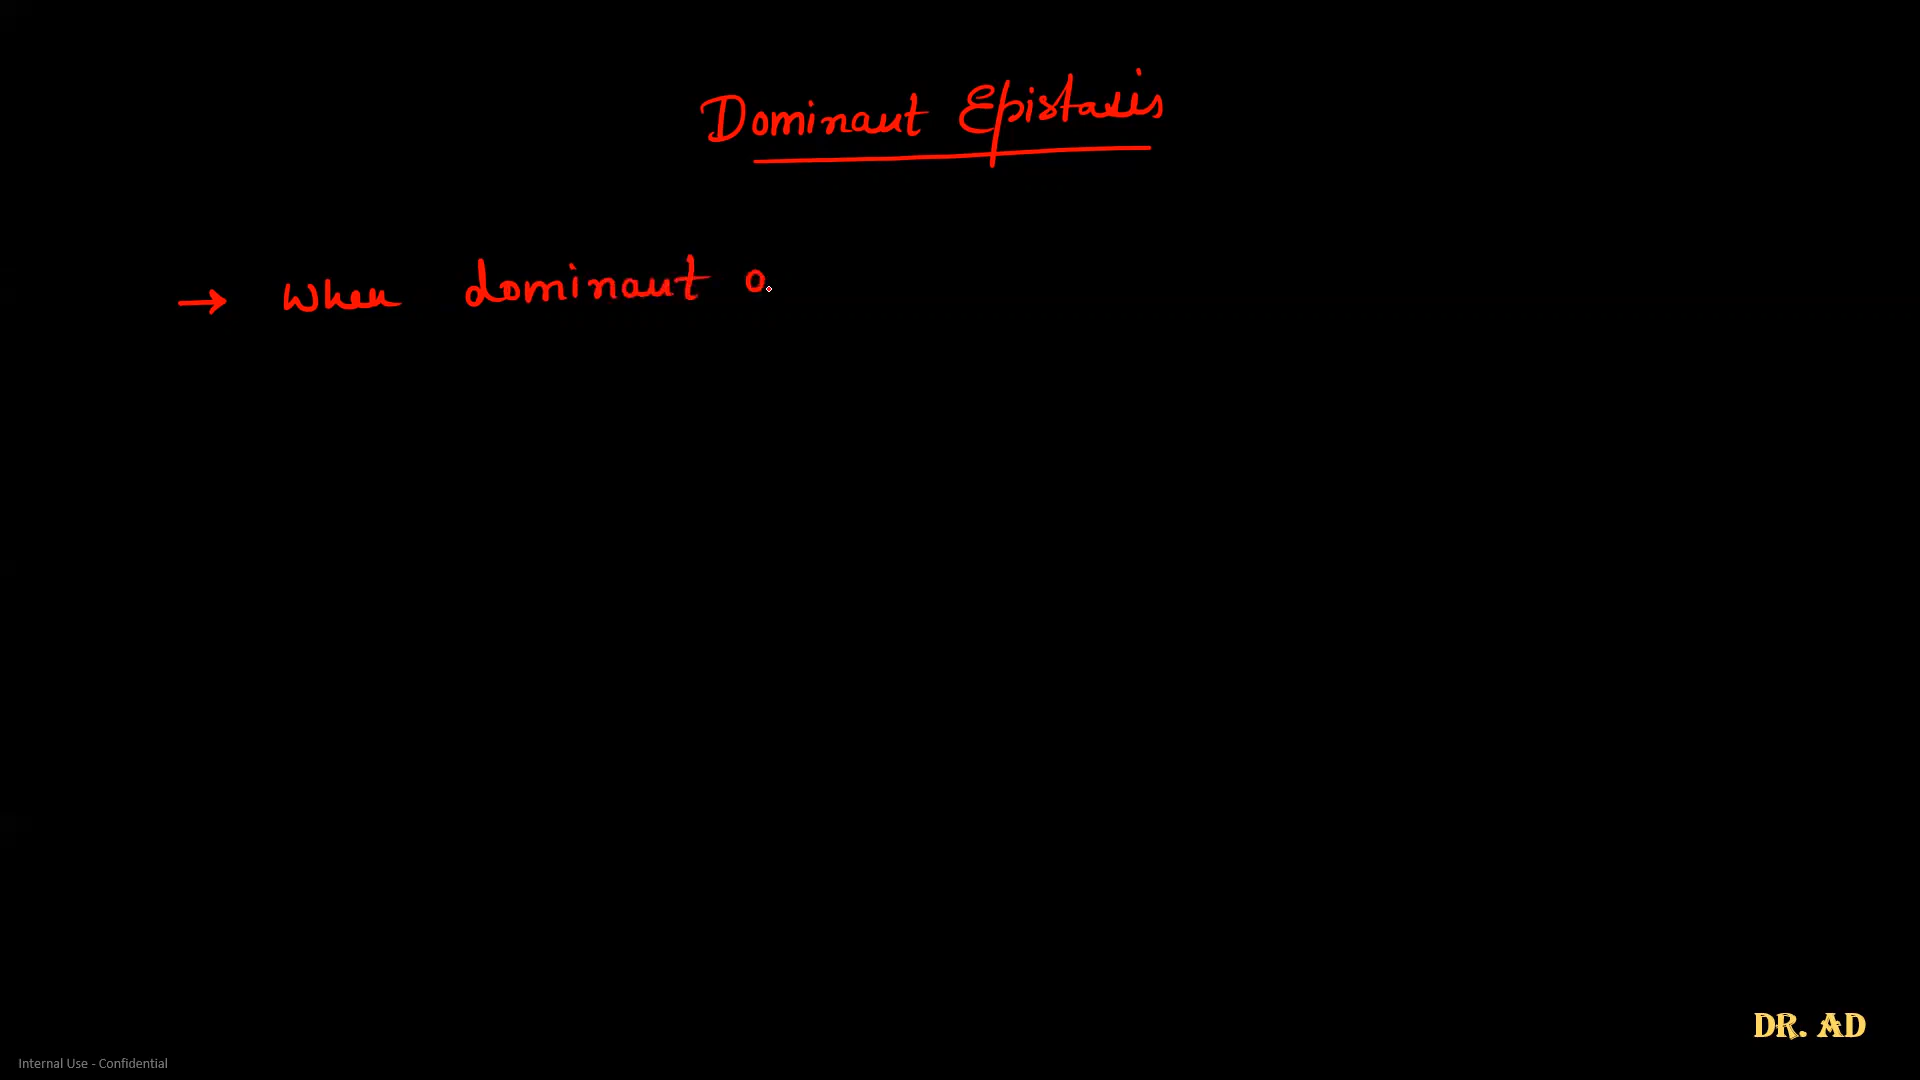 Dominant Epistasis
→ When dominant
DR. AD
Internal Use - Confidential